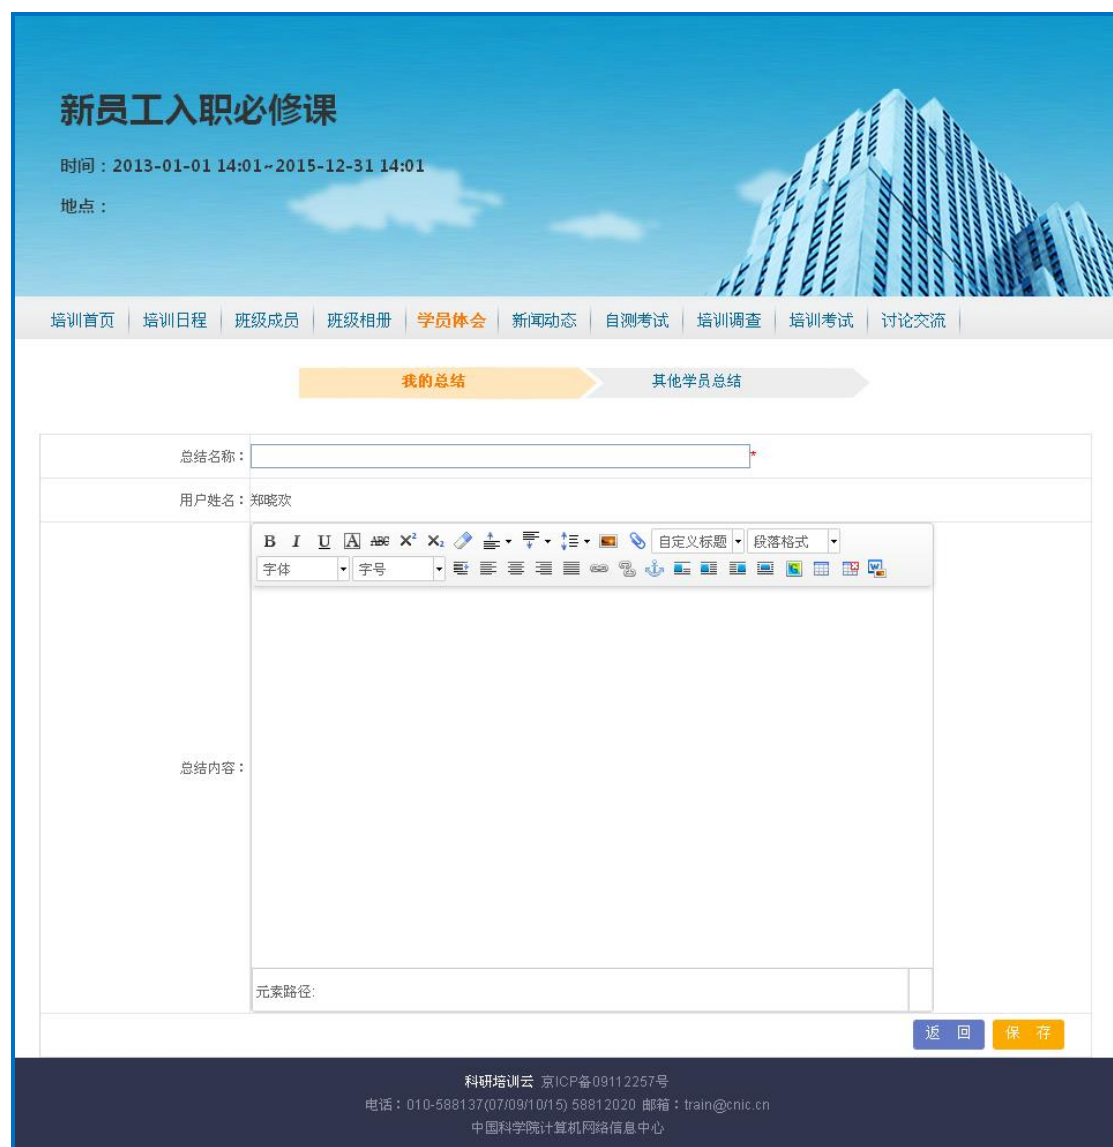 新员工入职必修课
时间：2013-01-01 14:01~2015-12-31 14:01
地点：
培训首页 培训日程 班级成员 班级相册 学员体会 新闻动态 自测考试 培训调查 培训考试 讨论交流
我的总结 其他学员总结
总结名称： *
用户姓名：郑晓欢
B I U A ABC X² X₂ 自定义标题 段落格式
字体 字号
总结内容：
元素路径:
返 回 保 存
科研培训云 京ICP备09112257号
电话：010-588137(07/09/10/15) 58812020 邮箱：train@cnic.cn
中国科学院计算机网络信息中心